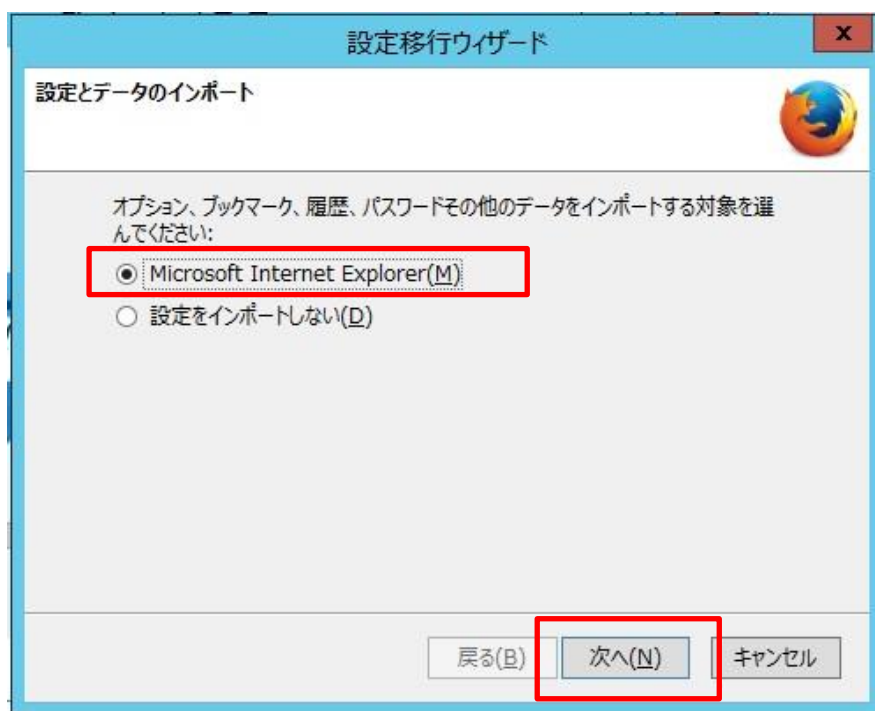 設定移行ウィザード
x
設定とデータのインポート
オプション、ブックマーク、履歴、パスワードその他のデータをインポートする対象を選
んでください:
Microsoft Internet Explorer(M)
設定をインポートしない(D)
戻る(B)
次へ(N)
キャンセル